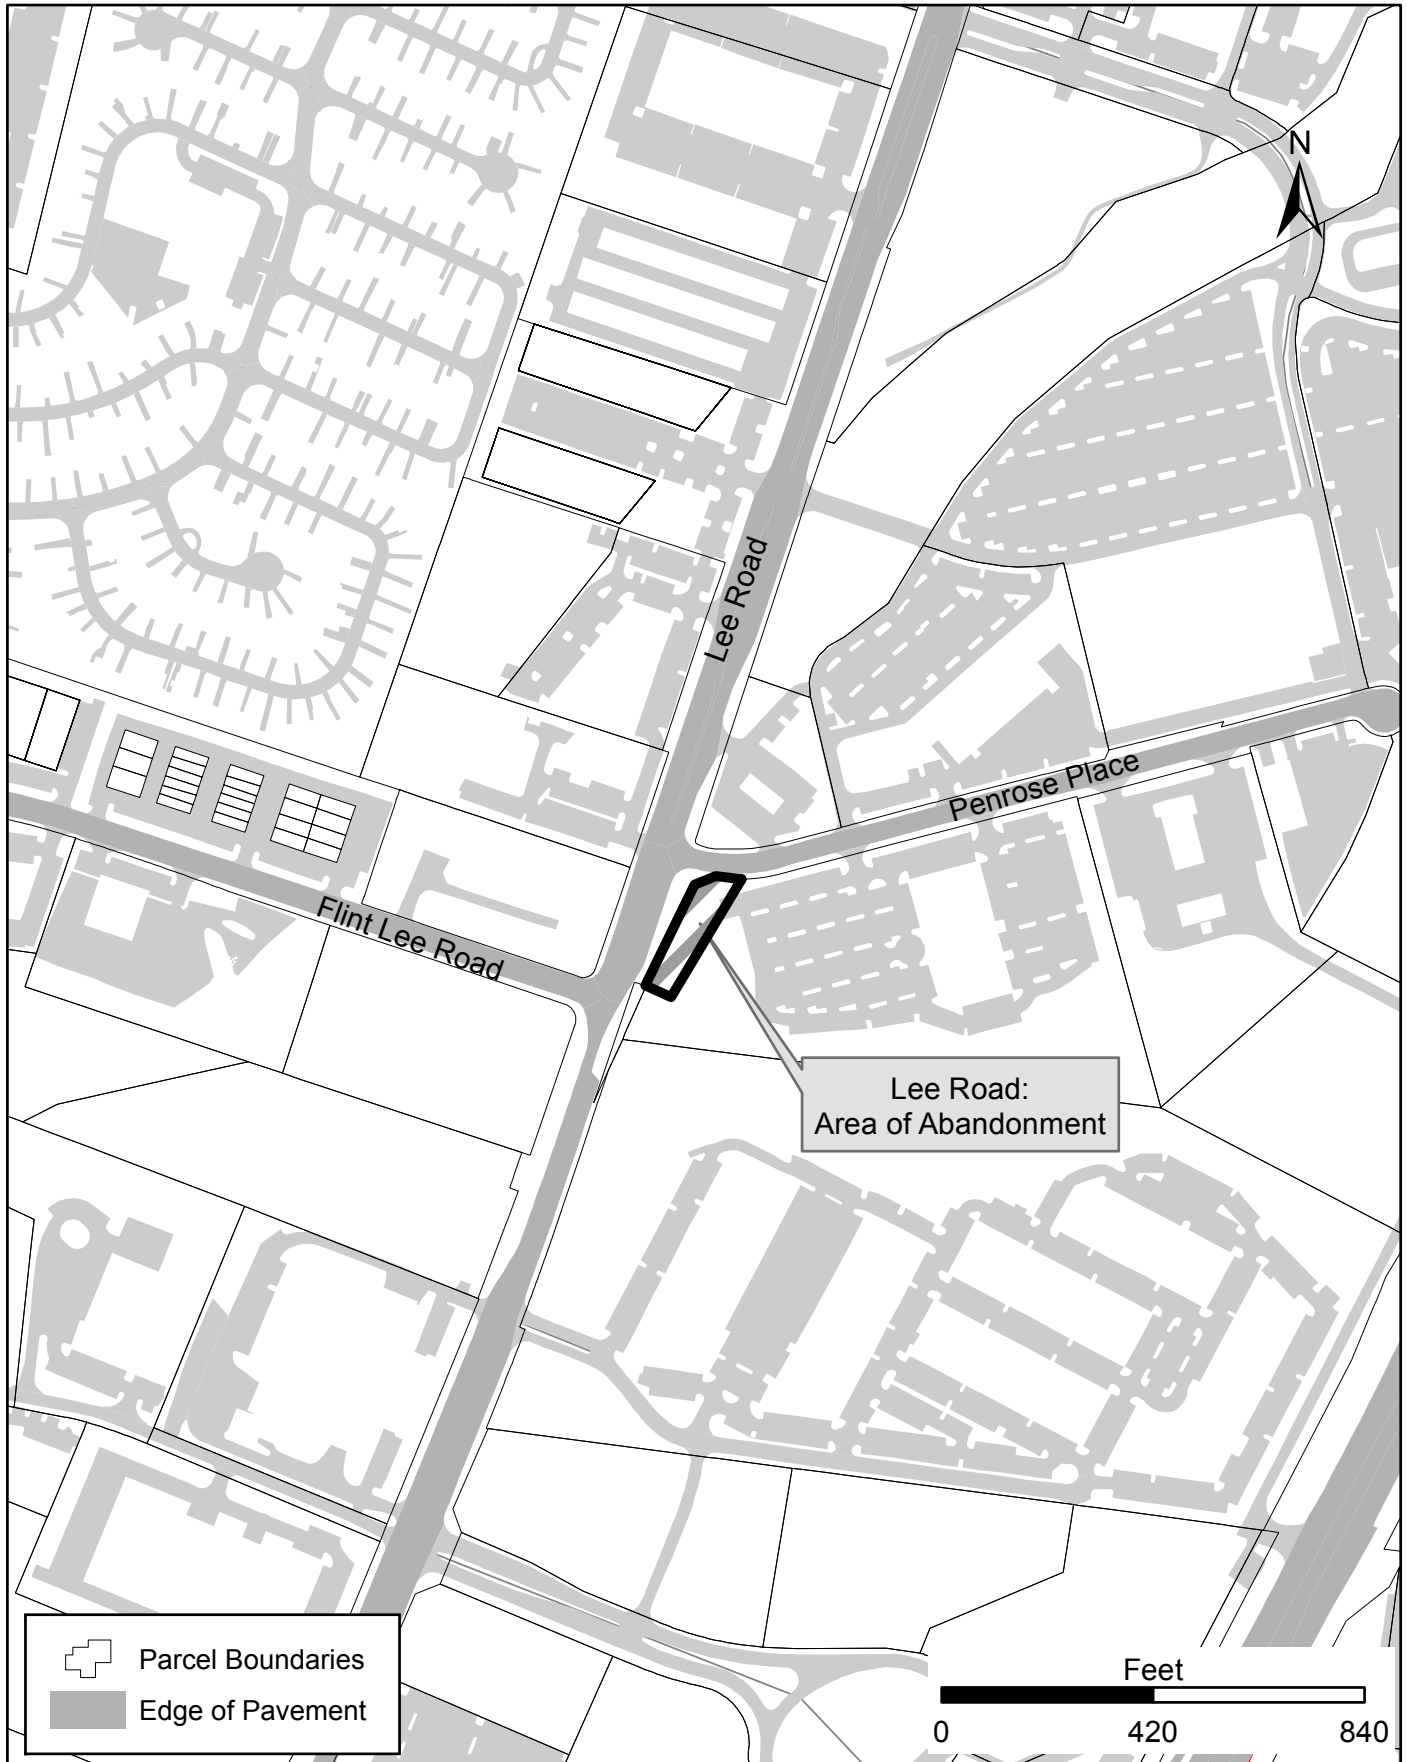 N
Lee Road
Penrose Place
Flint Lee Road
Lee Road:
Area of Abandonment
Parcel Boundaries
Edge of Pavement
Feet
0 420 840